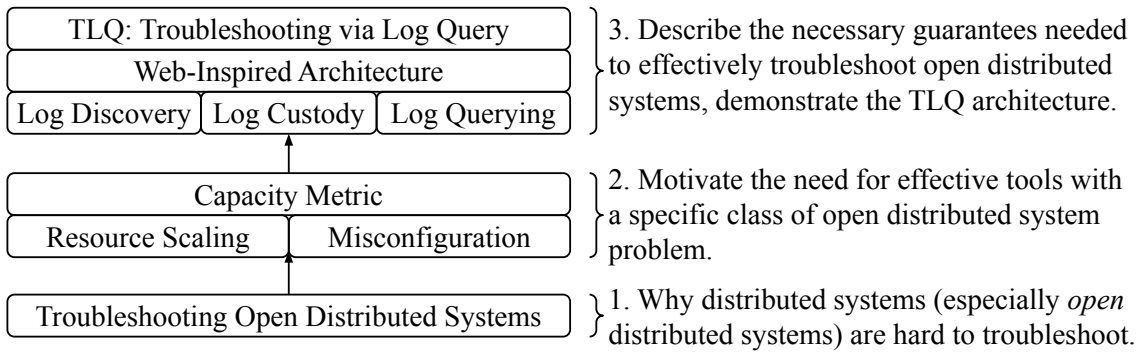 TLQ: Troubleshooting via Log Query
Web-Inspired Architecture
Log Discovery
Log Custody
Log Querying
3. Describe the necessary guarantees needed
to effectively troubleshoot open distributed
systems, demonstrate the TLQ architecture.
Capacity Metric
Resource Scaling
Misconfiguration
2. Motivate the need for effective tools with
a specific class of open distributed system
problem.
Troubleshooting Open Distributed Systems
1. Why distributed systems (especially open
distributed systems) are hard to troubleshoot.